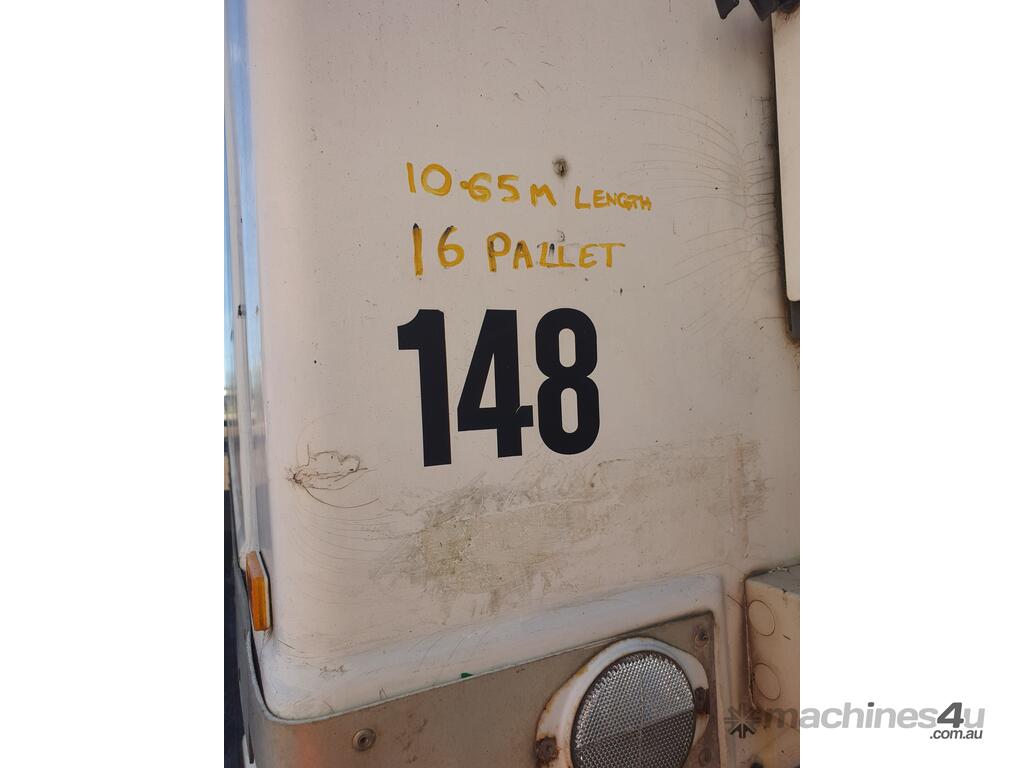 10.65M LENGTH
16 PALLET
148
machines4u
.com.au